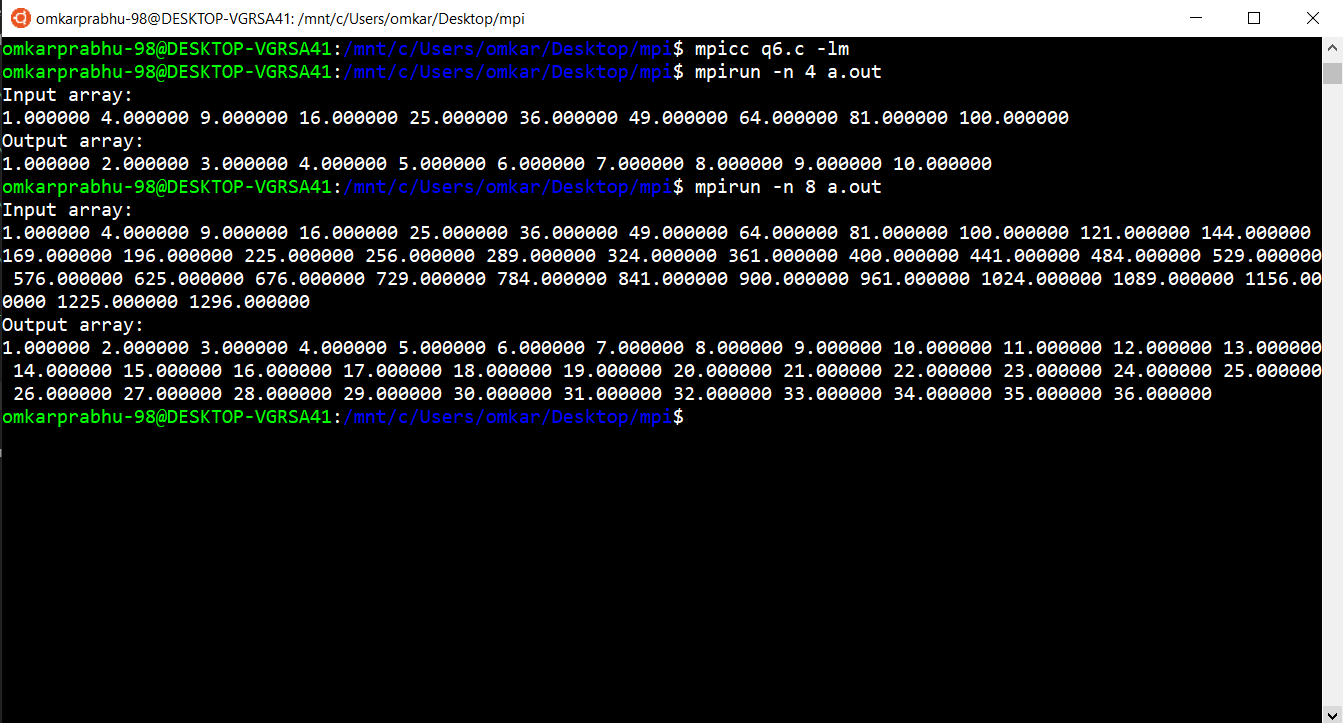 omkarprabhu-98@DESKTOP-VGRSA41: /mnt/c/Users/omkar/Desktop/mpi
omkarprabhu-98@DESKTOP-VGRSA41:/mnt/c/Users/omkar/Desktop/mpi$ mpicc q6.c -lm
omkarprabhu-98@DESKTOP-VGRSA41:/mnt/c/Users/omkar/Desktop/mpi$ mpirun -n 4 a.out
Input array:
1.000000 4.000000 9.000000 16.000000 25.000000 36.000000 49.000000 64.000000 81.000000 100.000000
Output array:
1.000000 2.000000 3.000000 4.000000 5.000000 6.000000 7.000000 8.000000 9.000000 10.000000
omkarprabhu-98@DESKTOP-VGRSA41:/mnt/c/Users/omkar/Desktop/mpi$ mpirun -n 8 a.out
Input array:
1.000000 4.000000 9.000000 16.000000 25.000000 36.000000 49.000000 64.000000 81.000000 100.000000 121.000000 144.000000
169.000000 196.000000 225.000000 256.000000 289.000000 324.000000 361.000000 400.000000 441.000000 484.000000 529.000000
576.000000 625.000000 676.000000 729.000000 784.000000 841.000000 900.000000 961.000000 1024.000000 1089.000000 1156.00
0000 1225.000000 1296.000000
Output array:
1.000000 2.000000 3.000000 4.000000 5.000000 6.000000 7.000000 8.000000 9.000000 10.000000 11.000000 12.000000 13.000000
14.000000 15.000000 16.000000 17.000000 18.000000 19.000000 20.000000 21.000000 22.000000 23.000000 24.000000 25.000000
26.000000 27.000000 28.000000 29.000000 30.000000 31.000000 32.000000 33.000000 34.000000 35.000000 36.000000
omkarprabhu-98@DESKTOP-VGRSA41:/mnt/c/Users/omkar/Desktop/mpi$